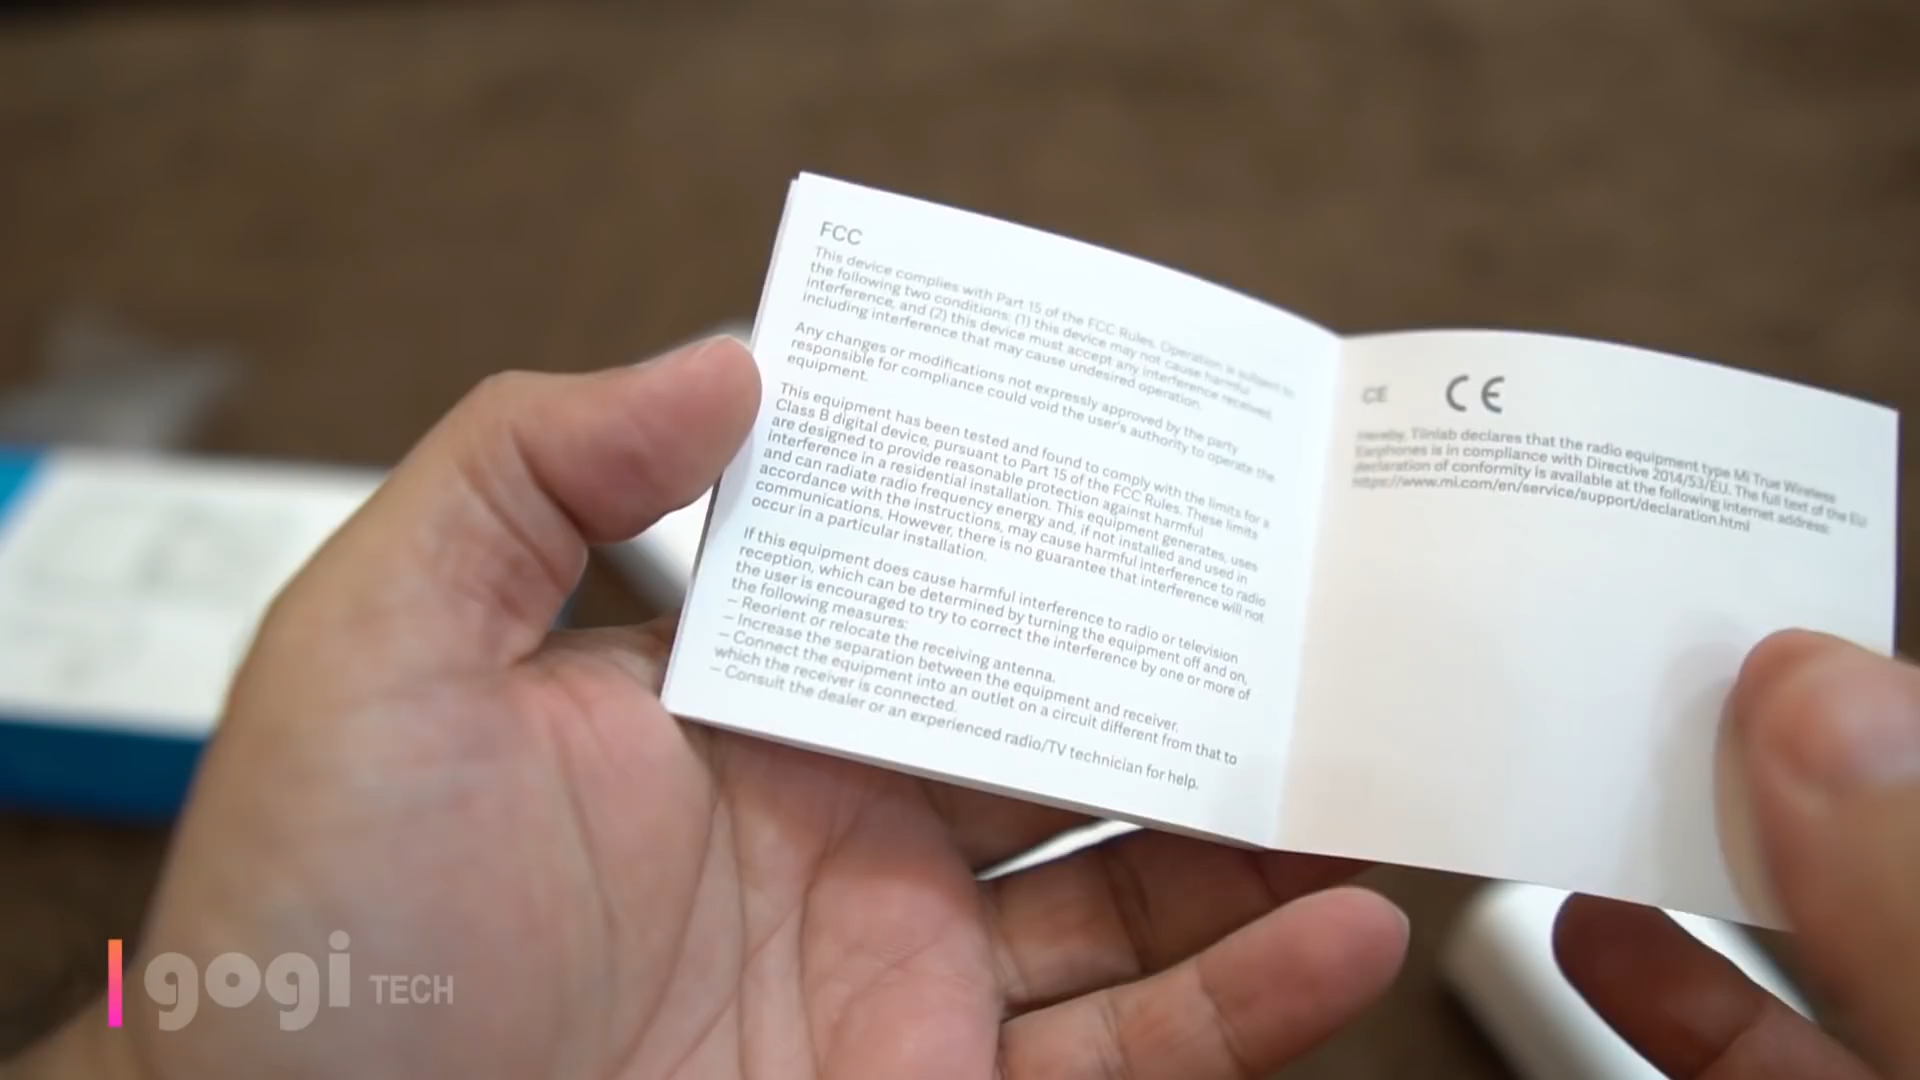 FCC
This device complies with Part 15 of the FCC Rules. Operation is subject to
the following two conditions: (1) this device may not cause harmful
interference, and (2) this device must accept any interference received,
including interference that may cause undesired operation.
Any changes or modifications not expressly approved by the party
responsible for compliance could void the user's authority to operate the
equipment.
This equipment has been tested and found to comply with the limits for a
Class B digital device, pursuant to Part 15 of the FCC Rules. These limits
are designed to provide reasonable protection against harmful
interference in a residential installation. This equipment generates, uses
and can radiate radio frequency energy and, if not installed and used in
accordance with the instructions, may cause harmful interference to radio
communications. However, there is no guarantee that interference will not
occur in a particular installation.
If this equipment does cause harmful interference to radio or television
reception, which can be determined by turning the equipment off and on,
the user is encouraged to try to correct the interference by one or more of
the following measures:
– Reorient or relocate the receiving antenna.
– Increase the separation between the equipment and receiver.
– Connect the equipment into an outlet on a circuit different from that to
which the receiver is connected.
– Consult the dealer or an experienced radio/TV technician for help.
CE CE
Hereby, Tiinlab declares that the radio equipment type Mi True Wireless
Earphones is in compliance with Directive 2014/53/EU. The full text of the EU
declaration of conformity is available at the following internet address:
https://www.mi.com/en/service/support/declaration.html
gogi TECH